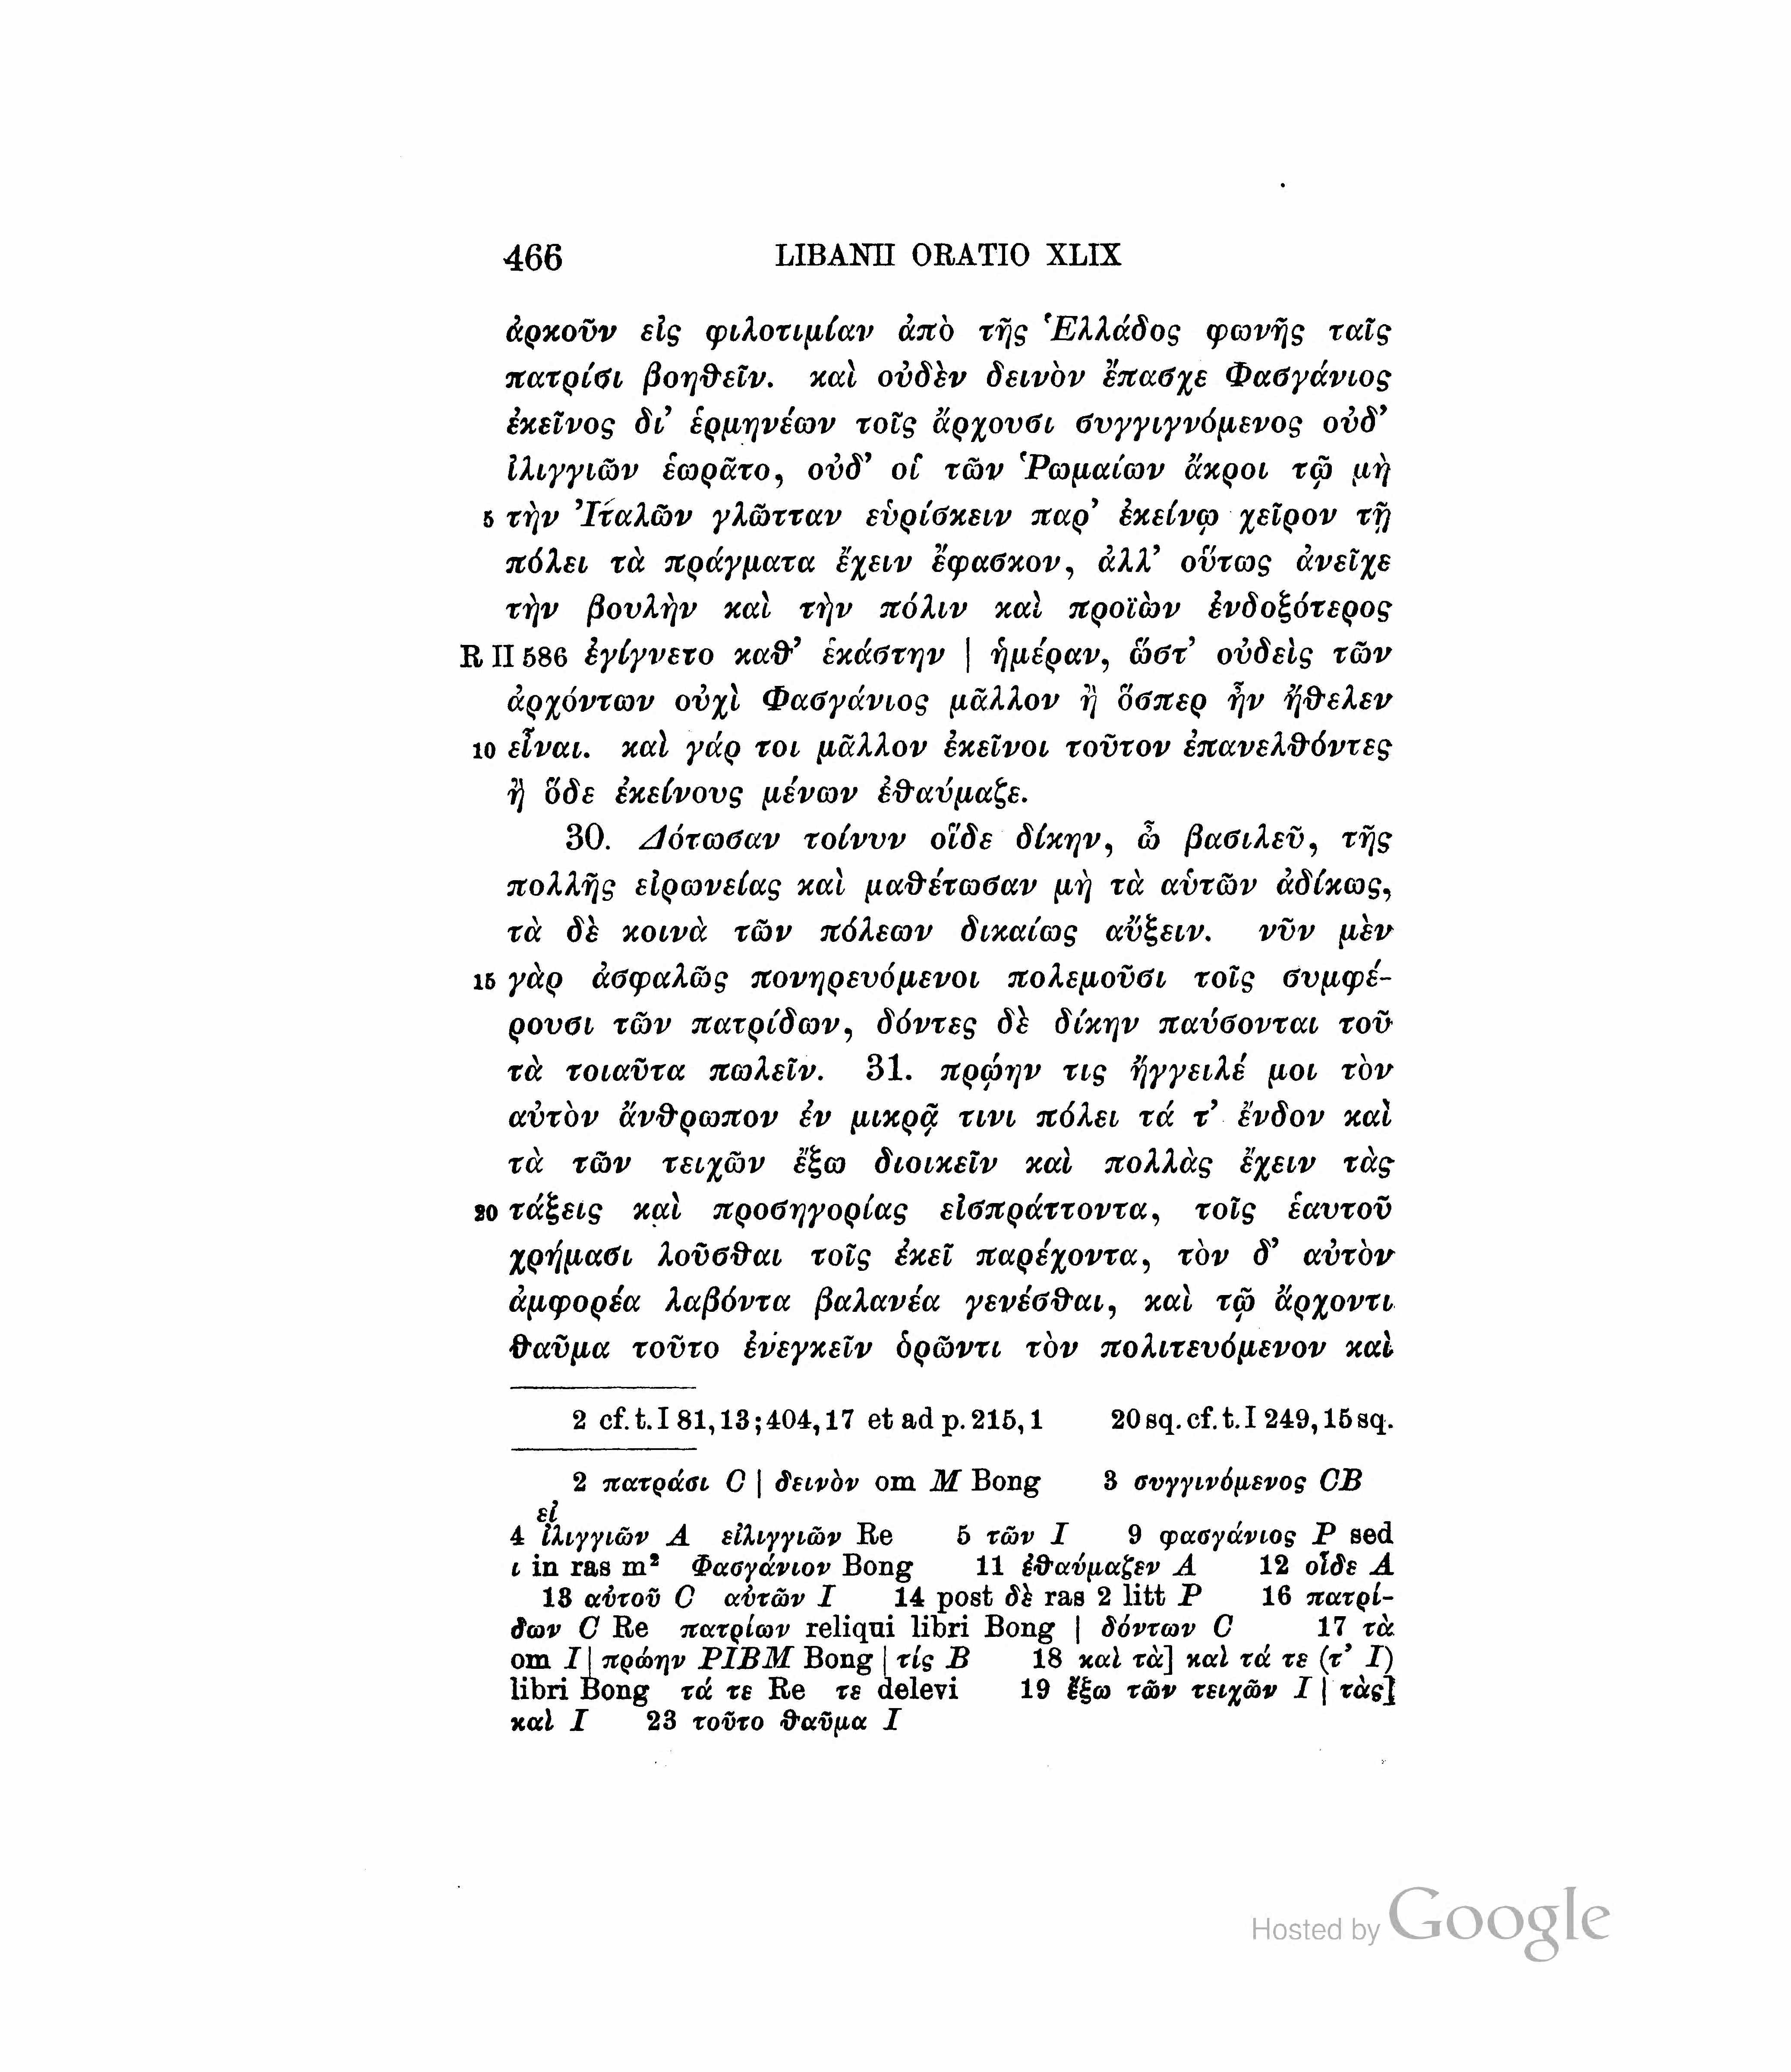 466 LIBANII ORATIO XLIX
ἀρκοῦν εἰς φιλοτιμίαν ἀπὸ τῆς Ἑλλάδος φωνῆς ταῖς
πατρίσι βοηθεῖν. καὶ οὐδὲν δεινὸν ἔπασχε Φασγάνιος
ἐκεῖνος δι’ ἑρμηνέων τοῖς ἄρχουσι συγγιγνόμενος οὐδ’
ἰλιγγιῶν ἑωρᾶτο, οὐδ’ οἱ τῶν Ῥωμαίων ἄκροι τῷ μὴ
5 τὴν Ἰταλῶν γλῶτταν εὑρίσκειν παρ’ ἐκείνῳ χεῖρον τῇ
πόλει τὰ πράγματα ἔχειν ἔφασκον, ἀλλ’ οὕτως ἀνεῖχε
τὴν βουλὴν καὶ τὴν πόλιν καὶ προϊὼν ἐνδοξότερος
R II 586 ἐγίγνετο καθ’ ἑκάστην | ἡμέραν, ὥστ’ οὐδεὶς τῶν
ἀρχόντων οὐχὶ Φασγάνιος μᾶλλον ἢ ὅσπερ ἦν ἤθελεν
10 εἶναι. καὶ γάρ τοι μᾶλλον ἐκεῖνοι τοῦτον ἐπανελθόντες
ἢ ὅδε ἐκείνους μένων ἐθαύμαζε.
30. Δότωσαν τοίνυν οἵδε δίκην, ὦ βασιλεῦ, τῆς
πολλῆς εἰρωνείας καὶ μαθέτωσαν μὴ τὰ αὑτῶν ἀδίκως,
τὰ δὲ κοινὰ τῶν πόλεων δικαίως αὔξειν. νῦν μὲν
15 γὰρ ἀσφαλῶς πονηρευόμενοι πολεμοῦσι τοῖς συμφέ-
ρουσι τῶν πατρίδων, δόντες δὲ δίκην παύσονται τοῦ
τὰ τοιαῦτα πωλεῖν. 31. πρῴην τις ἤγγειλέ μοι τὸν
αὐτὸν ἄνθρωπον ἐν μικρᾷ τινι πόλει τά τ’ ἔνδον καὶ
τὰ τῶν τειχῶν ἔξω διοικεῖν καὶ πολλὰς ἔχειν τὰς
20 τάξεις καὶ προσηγορίας εἰσπράττοντα, τοῖς ἑαυτοῦ
χρήμασι λοῦσθαι τοῖς ἐκεῖ παρέχοντα, τὸν δ’ αὐτὸν
ἀμφορέα λαβόντα βαλανέα γενέσθαι, καὶ τῷ ἄρχοντι
θαῦμα τοῦτο ἐνεγκεῖν ὁρῶντι τὸν πολιτευόμενον καὶ
2 cf. t. I 81, 13; 404, 17 et ad p. 215, 1 20 sq. cf. t. I 249, 15 sq.
2 πατράσι C | δεινὸν om M Bong 3 συγγινόμενος CB
εἰ
4 ἰλιγγιῶν A εἰλιγγιῶν Re 5 τῶν I 9 φασγάνιος P sed
ι in ras m² Φασγάνιον Bong 11 ἐθαύμαζεν A 12 οἶδε A
13 αὐτοῦ C αὐτῶν I 14 post δὲ ras 2 litt P 16 πατρί-
δων C Re πατρίων reliqui libri Bong | δόντων C 17 τὰ
om I | πρώην PIBM Bong | τίς B 18 καὶ τὰ] καὶ τά τε (τ’ I)
libri Bong τά τε Re τε delevi 19 ἔξω τῶν τειχῶν I | τὰς]
καὶ I 23 τοῦτο θαῦμα I
Hosted by Google